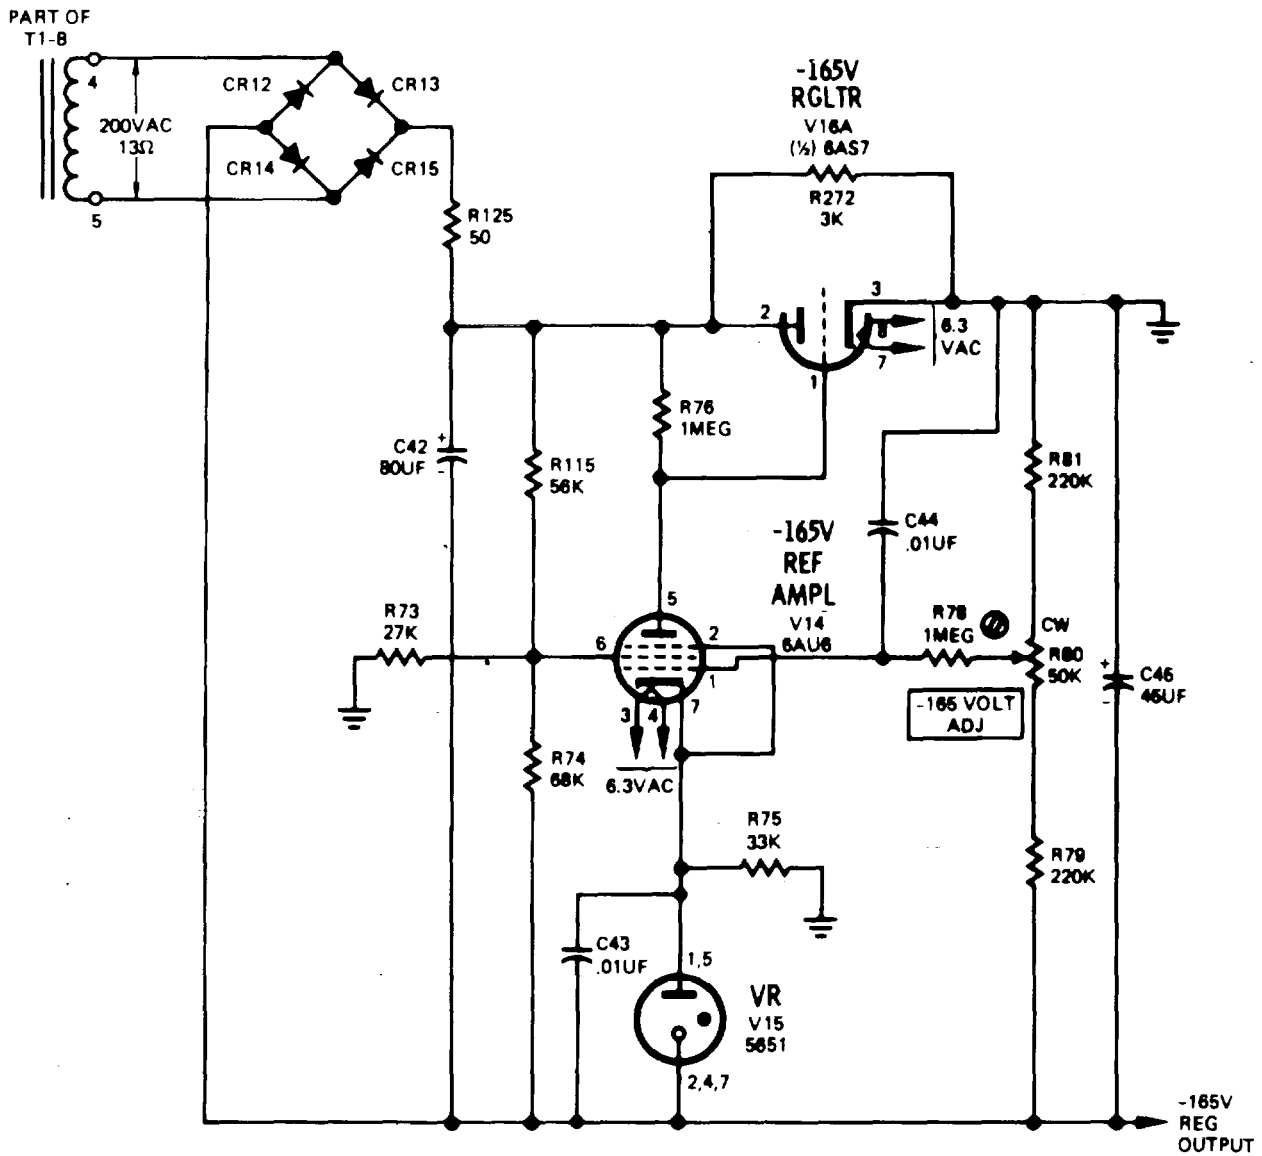 PART OF
T1-B
4
200VAC
13Ω
5
CR12
CR13
CR14
CR15
R125
50
-165V
RGLTR
V16A
(½) 6AS7
R272
3K
2
3
8
7
1
6.3
VAC
R76
1MEG
C42
80UF
+
-
R115
56K
R81
220K
C44
.01UF
-165V
REF
AMPL
V14
6AU6
R73
27K
5
6
2
1
3
4
7
6.3VAC
R78
1MEG
CW
R80
50K
-165 VOLT
ADJ
+
-
C46
45UF
R74
68K
R75
33K
R79
220K
C43
.01UF
1,5
VR
V15
5651
2,4,7
-165V
REG
OUTPUT